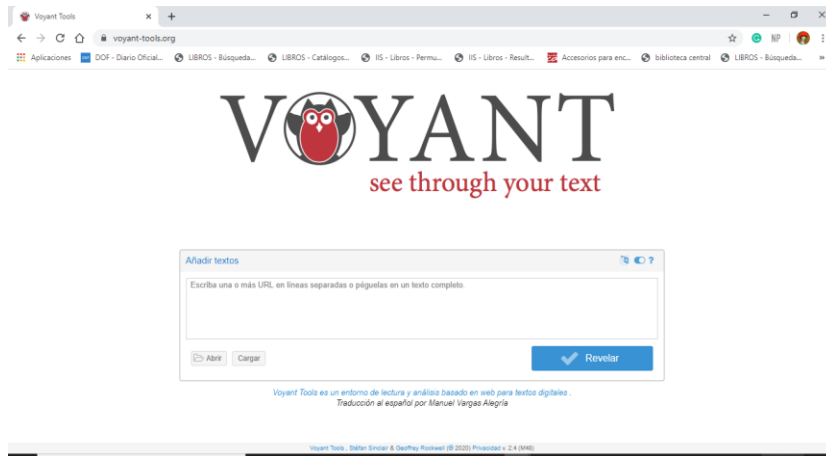 Voyant Tools
voyant-tools.org
NP
Aplicaciones DOF - Diario Oficial... LIBROS - Búsqueda... LIBROS - Catálogos... IIS - Libros - Permu... IIS - Libros - Result... Accesorios para enc... biblioteca central LIBROS - Búsqueda... »
VOYANT
see through your text
Añadir textos ?
Escriba una o más URL en líneas separadas o péguelas en un texto completo.
Abrir Cargar Revelar
Voyant Tools es un entorno de lectura y análisis basado en web para textos digitales .
Traducción al español por Manuel Vargas Alegría
Voyant Tools , Stéfan Sinclair & Geoffrey Rockwell (© 2020) Privacidad v. 2.4 (M46)